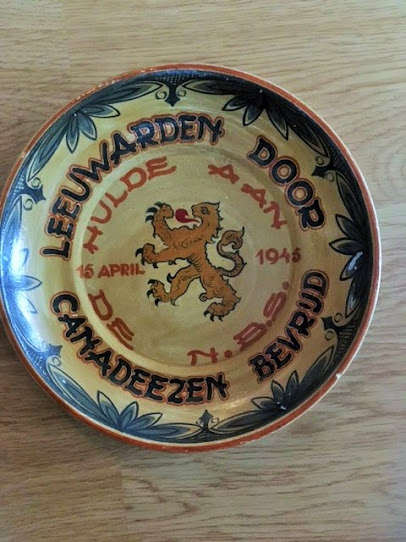 LEEUWARDEN DOOR
HULDE AAN
15 APRIL 1945
DE N.B.S.
CANADEEZEN BEVRIJD